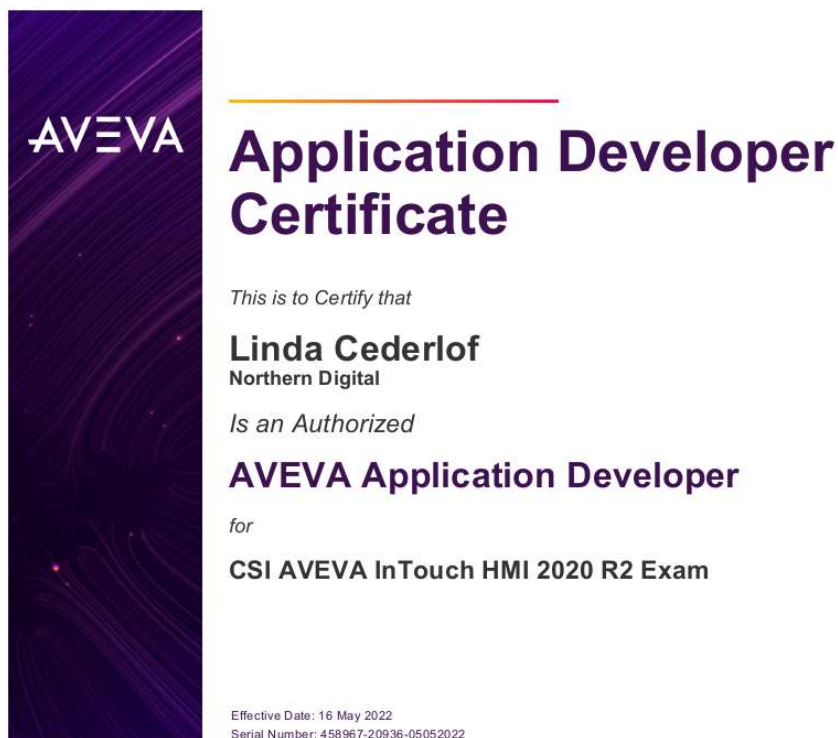 AVEVA
Application Developer
Certificate
This is to Certify that
Linda Cederlof
Northern Digital
Is an Authorized
AVEVA Application Developer
for
CSI AVEVA InTouch HMI 2020 R2 Exam
Effective Date: 16 May 2022
Serial Number: 458967-20936-05052022